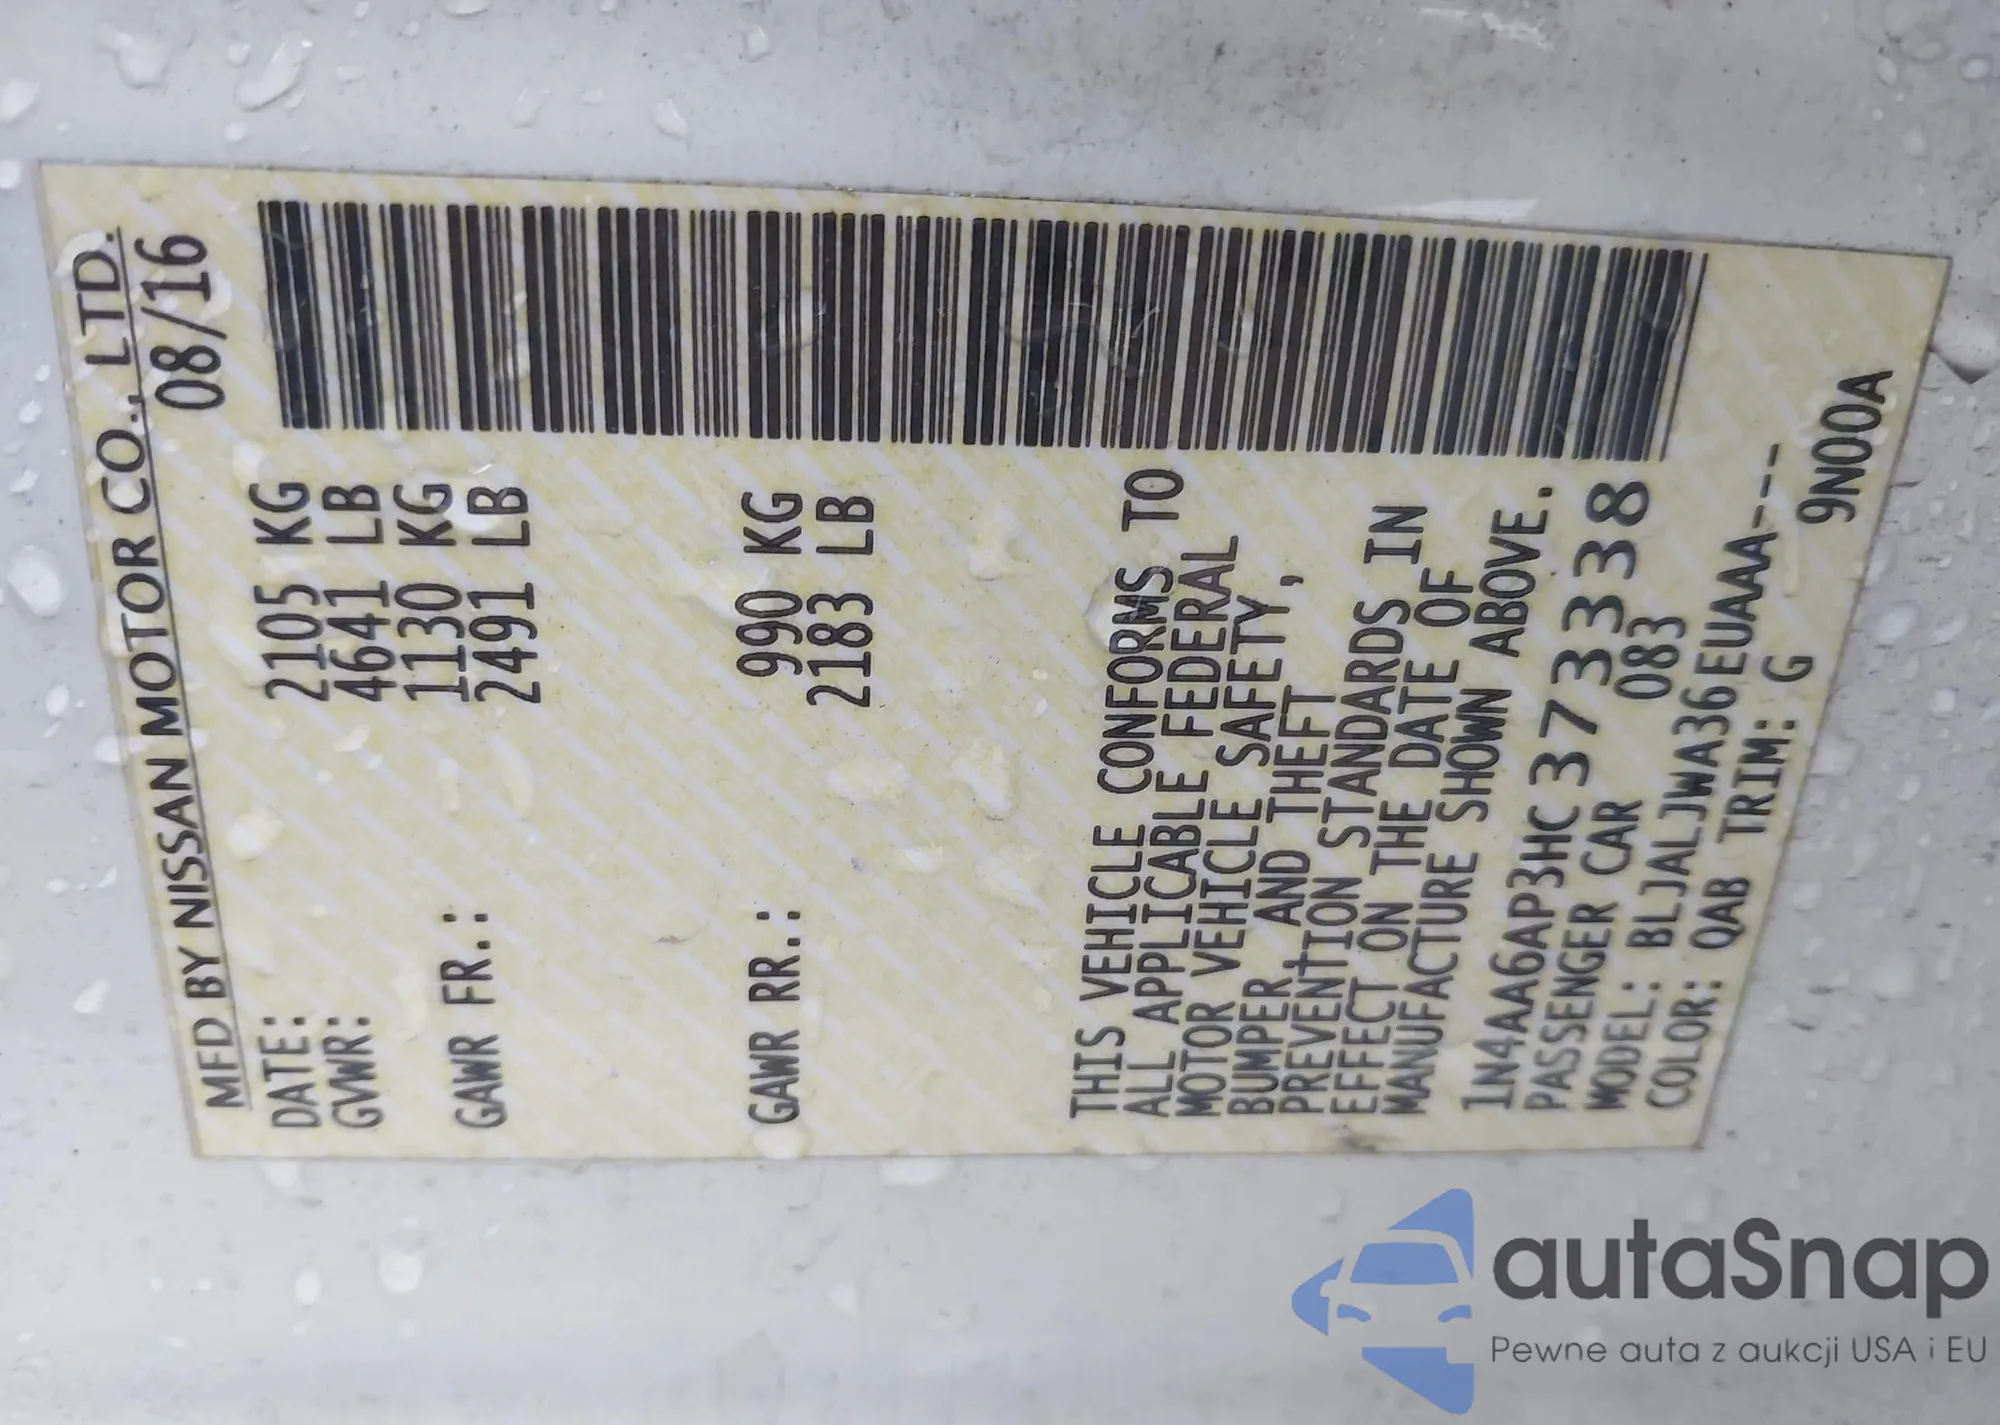 MFD BY NISSAN MOTOR CO., LTD.
DATE: 08/16
GVWR: 2105 KG
4641 LB
GAWR FR.: 1130 KG
2491 LB
GAWR RR.: 990 KG
2183 LB
THIS VEHICLE CONFORMS TO
ALL APPLICABLE FEDERAL
MOTOR VEHICLE SAFETY,
BUMPER, AND THEFT
PREVENTION STANDARDS IN
EFFECT ON THE DATE OF
MANUFACTURE SHOWN ABOVE.
1N4AA6AP3HC373338
PASSENGER CAR 083
MODEL: BLJALJWA36EUAAA---
COLOR: QAB TRIM: G 9N00A
autaSnap
Pewne auta z aukcji USA i EU